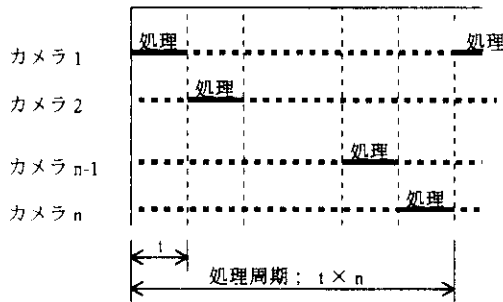 カメラ1 処理 処理
カメラ2 処理
カメラn-1 処理
カメラn 処理
t
処理周期; t×n